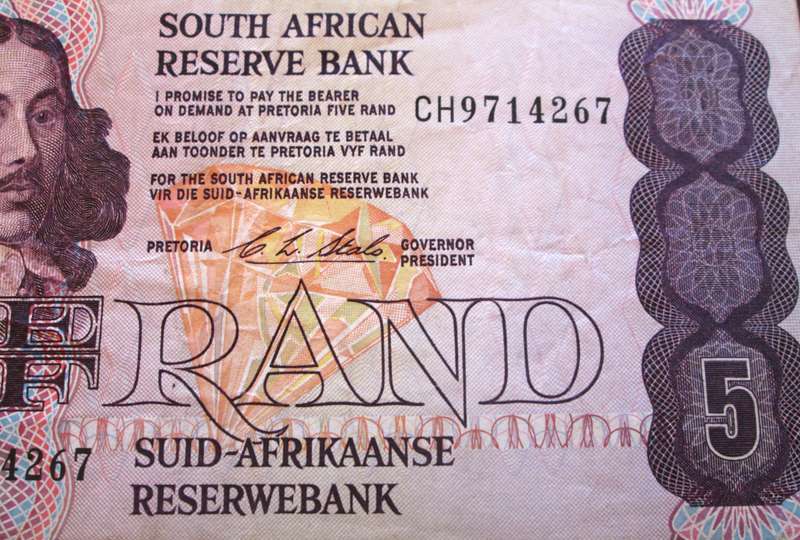 SOUTH AFRICAN
RESERVE BANK
I PROMISE TO PAY THE BEARER
ON DEMAND AT PRETORIA FIVE RAND
CH9714267
EK BELOOF OP AANVRAAG TE BETAAL
AAN TOONDER TE PRETORIA VYF RAND
FOR THE SOUTH AFRICAN RESERVE BANK
VIR DIE SUID-AFRIKAANSE RESERWEBANK
PRETORIA C. L. Stals. GOVERNOR
PRESIDENT
RAND
5
4267
SUID-AFRIKAANSE
RESERWEBANK